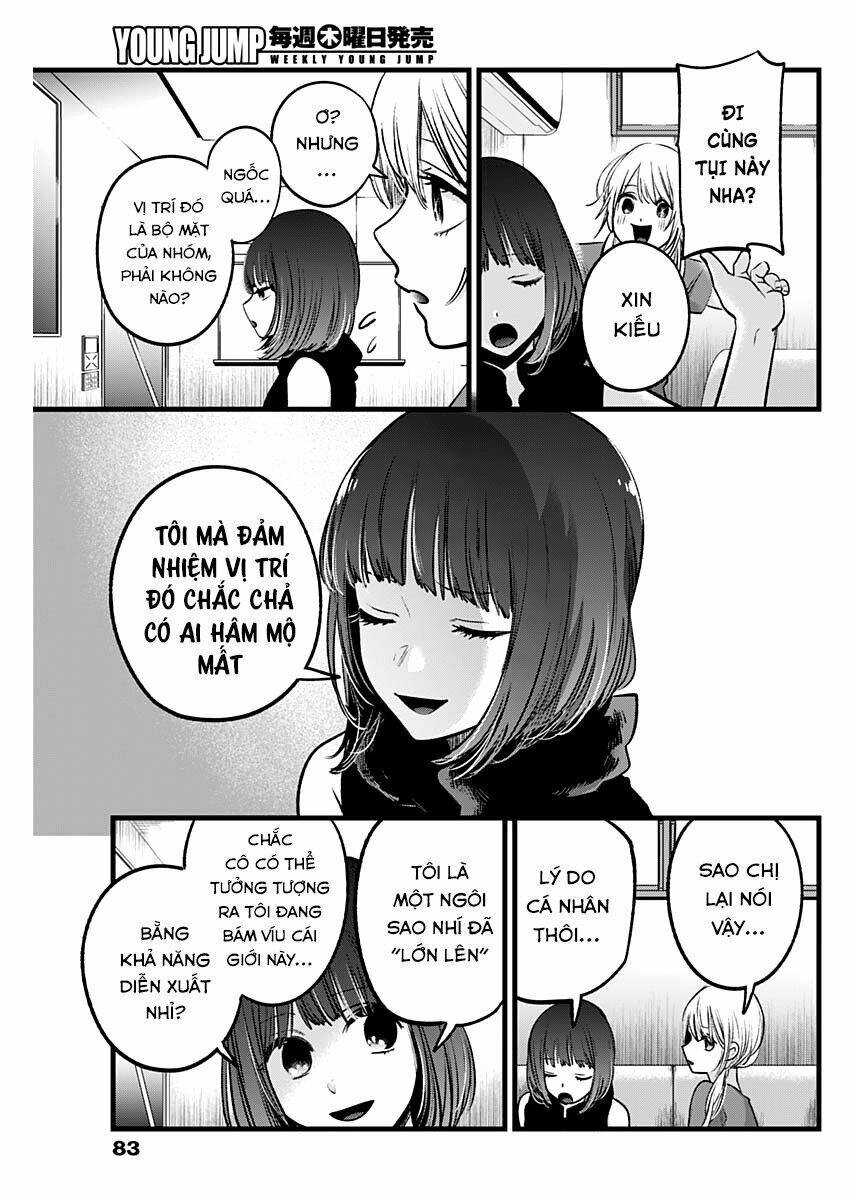 YOUNG JUMP 毎週木曜日発売
WEEKLY YOUNG JUMP
ĐI
CÙNG
TỤI NÀY
NHA?
XIN
KIẾU
Ơ?
NHƯNG
...
NGỐC
QUÁ...
VỊ TRÍ ĐÓ
LÀ BỘ MẶT
CỦA NHÓM,
PHẢI KHÔNG
NÀO?
TÔI MÀ ĐẢM
NHIỆM VỊ TRÍ
ĐÓ CHẮC CHẢ
CÓ AI HÂM MỘ
MẤT
SAO CHỊ
LẠI NÓI
VẬY...
LÝ DO
CÁ NHÂN
THÔI...
TÔI LÀ
MỘT NGÔI
SAO NHÍ ĐÃ
"LỚN LÊN"
CHẮC
CÔ CÓ THỂ
TƯỞNG TƯỢNG
RA TÔI ĐANG
BÁM VÍU CÁI
GIỚI NÀY...
BẰNG
KHẢ NĂNG
DIỄN XUẤT
NHỈ?
83